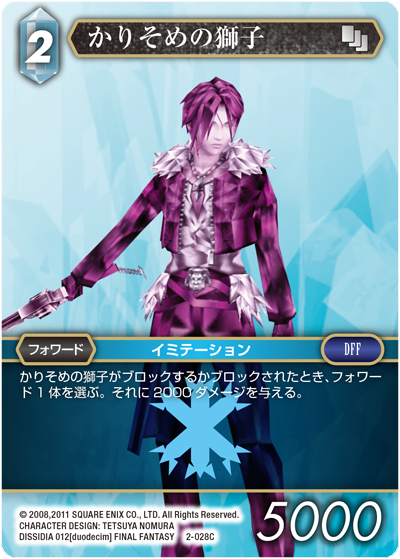 2
かりそめの獅子
フォワード
イミテーション
DFF
かりそめの獅子がブロックするかブロックされたとき、フォワー
ド1体を選ぶ。それに 2000 ダメージを与える。
© 2008,2011 SQUARE ENIX CO., LTD. All Rights Reserved.
CHARACTER DESIGN: TETSUYA NOMURA
DISSIDIA 012[duodecim] FINAL FANTASY 2-028C
5000